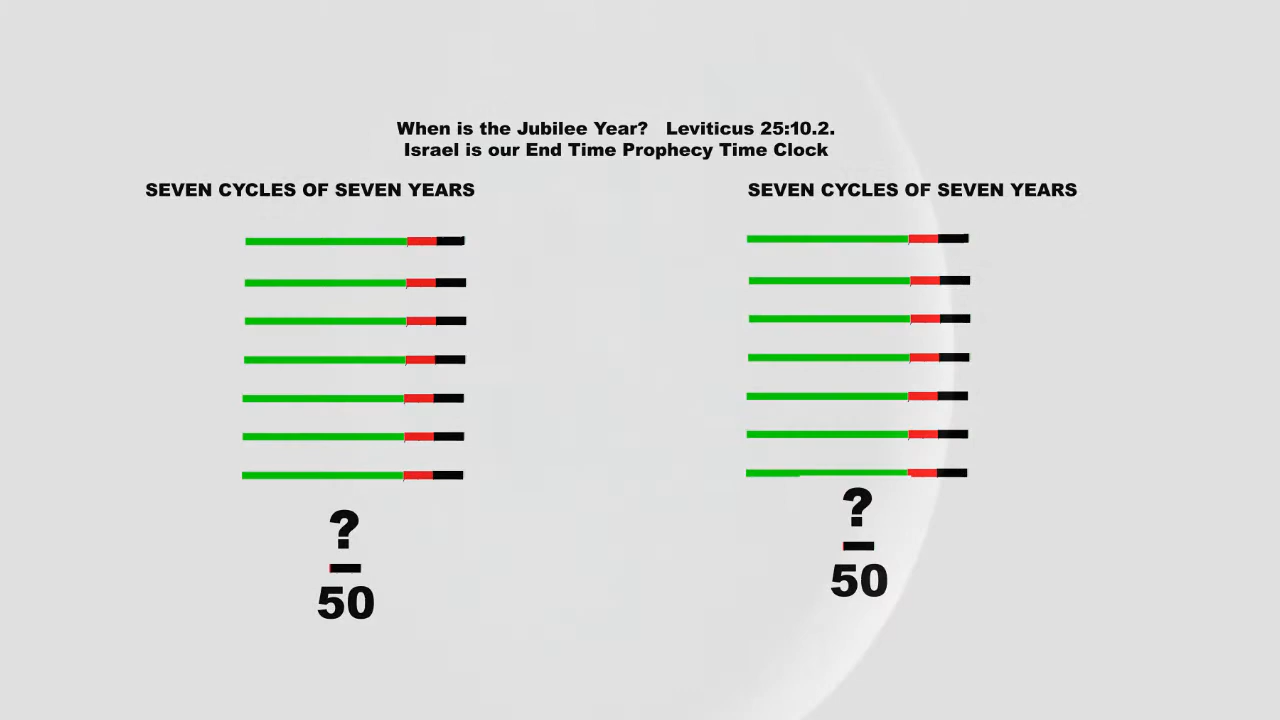 When is the Jubilee Year?   Leviticus 25:10.2.
Israel is our End Time Prophecy Time Clock
SEVEN CYCLES OF SEVEN YEARS
SEVEN CYCLES OF SEVEN YEARS
?
50
?
50